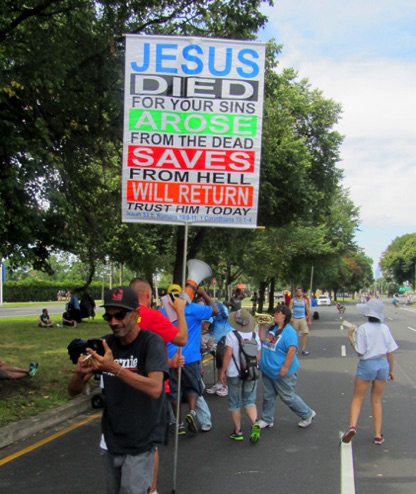 JESUS
DIED
FOR YOUR SINS
AROSE
FROM THE DEAD
SAVES
FROM HELL
WILL RETURN
TRUST HIM TODAY